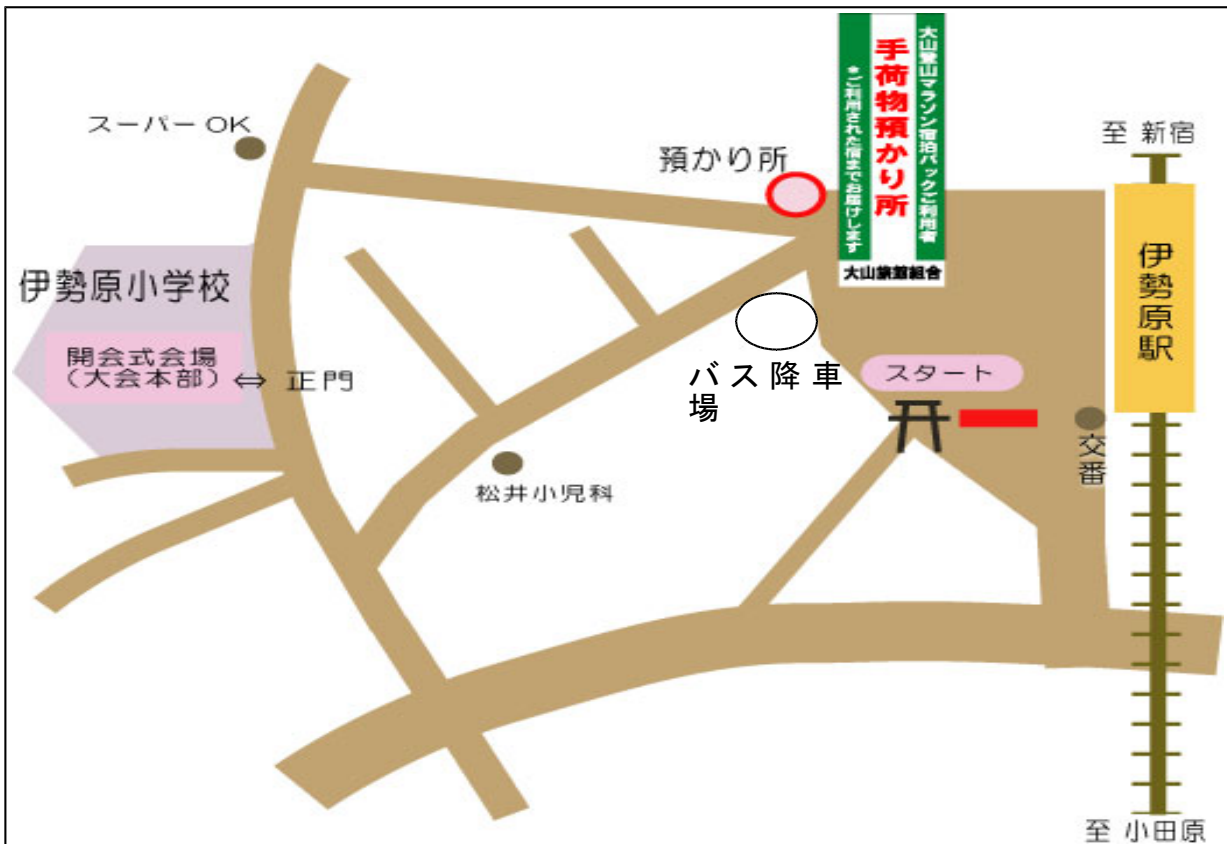 大山登山マラソン宿泊パックご利用者
手荷物預かり所
*ご利用された宿までお届けします
大山旅館組合
至 新宿
スーパー OK
預かり所
伊勢原駅
伊勢原小学校
開会式会場
(大会本部)
⇔ 正門
バス降車
場
スタート
交番
松井小児科
至 小田原